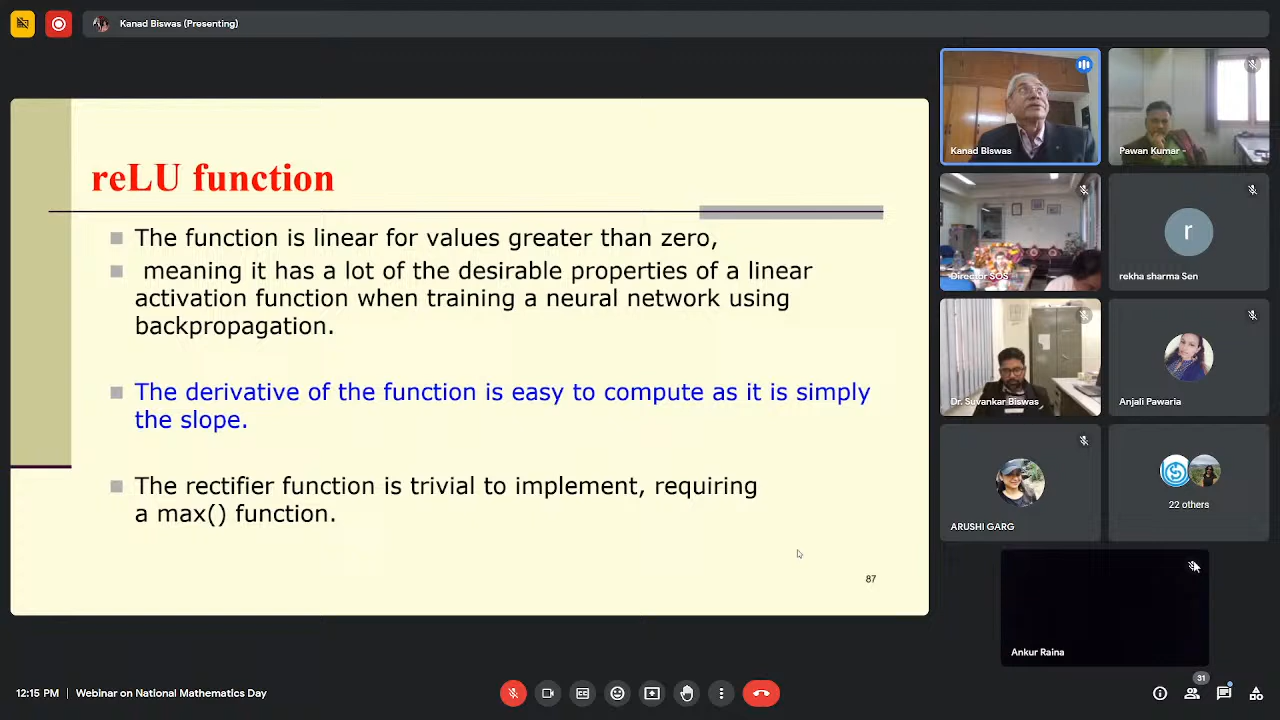 Kanad Biswas (Presenting)
reLU function
The function is linear for values greater than zero,
meaning it has a lot of the desirable properties of a linear
activation function when training a neural network using
backpropagation.
The derivative of the function is easy to compute as it is simply
the slope.
The rectifier function is trivial to implement, requiring
a max() function.
87
Kanad Biswas
Pawan Kumar -
Director SOS
r
rekha sharma Sen
Dr. Suvankar Biswas
Anjali Pawaria
ARUSHI GARG
22 others
Ankur Raina
12:15 PM | Webinar on National Mathematics Day
31